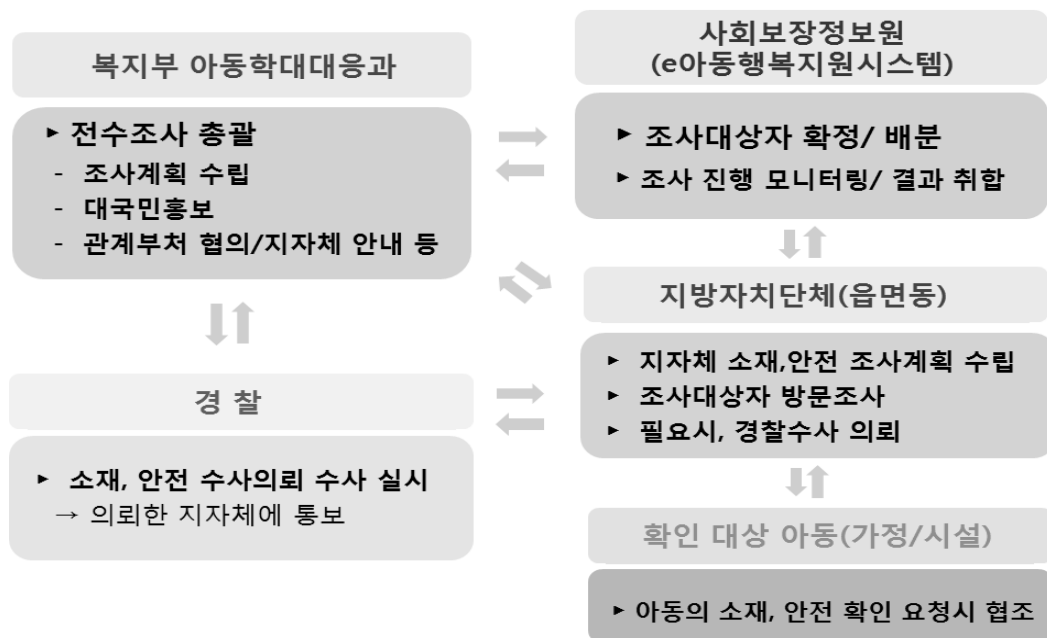 복지부 아동학대대응과
▸ 전수조사 총괄
- 조사계획 수립
- 대국민홍보
- 관계부처 협의/지자체 안내 등
사회보장정보원
(e아동행복지원시스템)
▸ 조사대상자 확정/ 배분
▸ 조사 진행 모니터링/ 결과 취합
지방자치단체(읍면동)
▸ 지자체 소재,안전 조사계획 수립
▸ 조사대상자 방문조사
▸ 필요시, 경찰수사 의뢰
경 찰
▸ 소재, 안전 수사의뢰 수사 실시
→ 의뢰한 지자체에 통보
확인 대상 아동(가정/시설)
▸ 아동의 소재, 안전 확인 요청시 협조